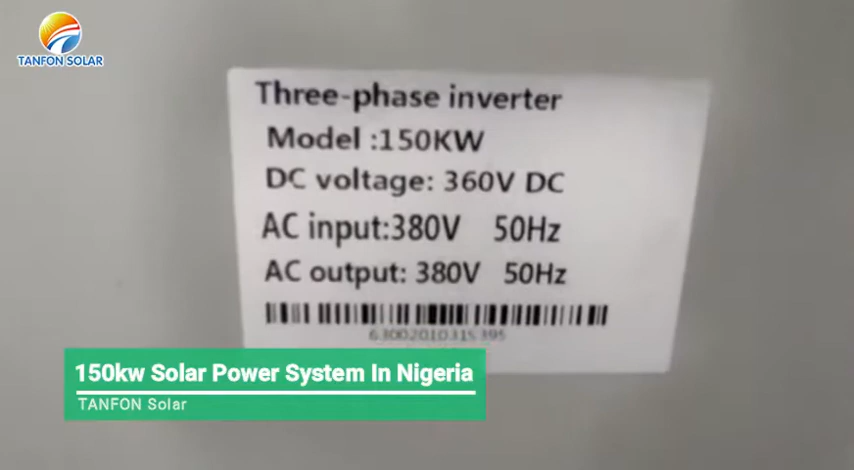 TANFON SOLAR
Three-phase inverter
Model :150KW
DC voltage: 360V DC
AC input:380V 50Hz
AC output: 380V 50Hz
63002010315395
150kw Solar Power System In Nigeria
TANFON Solar